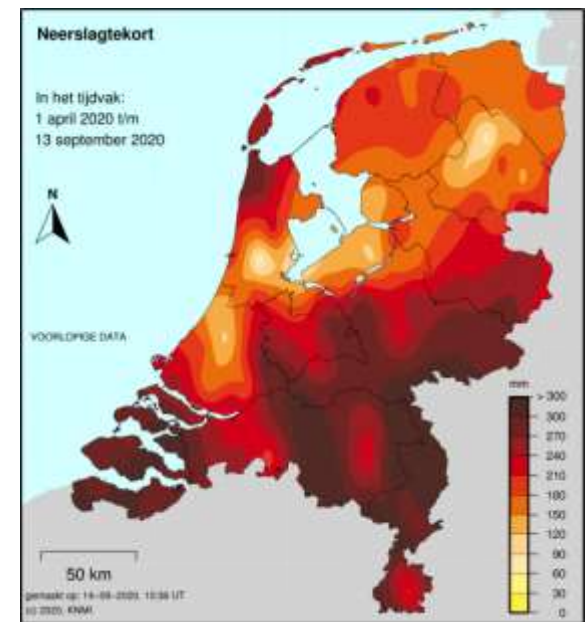 Neerslagtekort
In het tijdvak:
1 april 2020 t/m
13 september 2020
N
VOORLOPIGE DATA
mm
> 300
300
270
240
210
180
150
120
90
60
30
0
50 km
gemaakt op: 14-09-2020, 10:36 UT
(c) 2020, KNMI